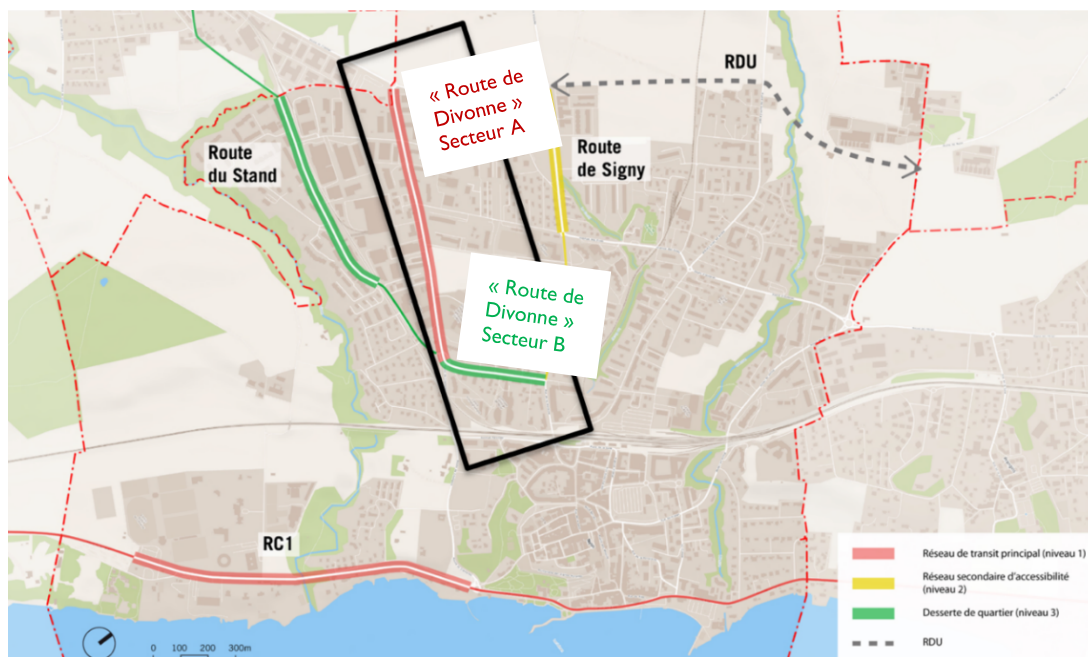 « Route de
Divonne »
Secteur A
RDU
Route
du Stand
Route
de Signy
« Route de
Divonne »
Secteur B
RC1
Réseau de transit principal (niveau 1)
Réseau secondaire d'accessibilité
(niveau 2)
Desserte de quartier (niveau 3)
RDU
0 100 200 300m